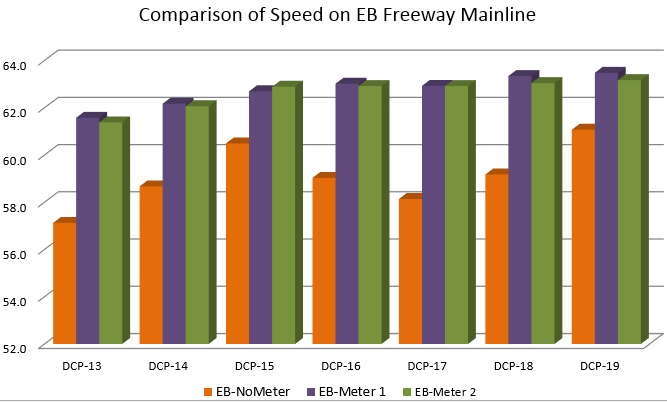 Comparison of Speed on EB Freeway Mainline
64.0
62.0
60.0
58.0
56.0
54.0
52.0
DCP-13 DCP-14 DCP-15 DCP-16 DCP-17 DCP-18 DCP-19
EB-NoMeter EB-Meter 1 EB-Meter 2